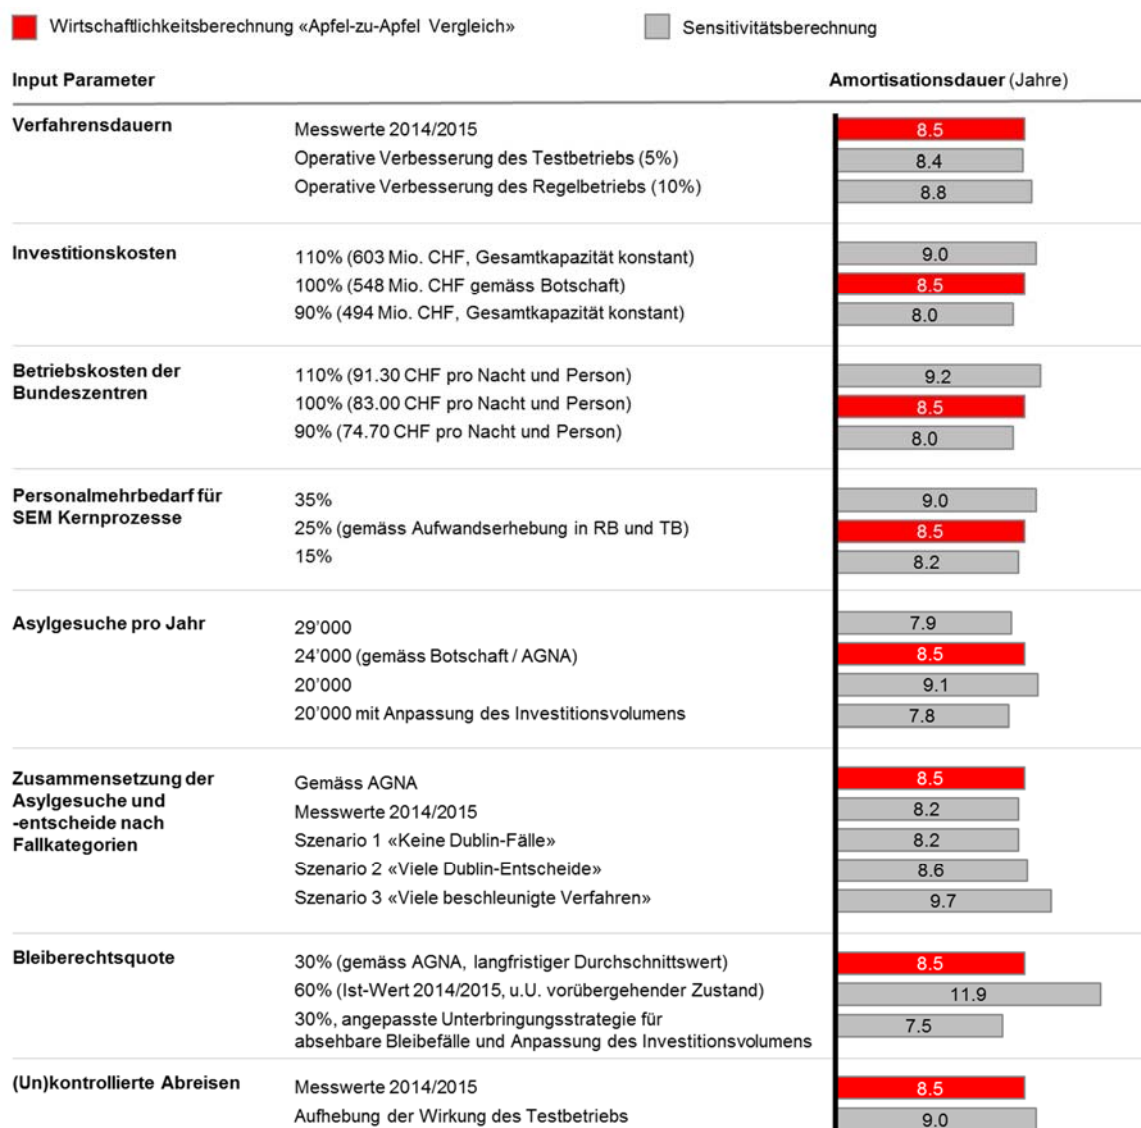 Wirtschaftlichkeitsberechnung «Apfel-zu-Apfel Vergleich» Sensitivitätsberechnung
Input Parameter Amortisationsdauer (Jahre)
Verfahrensdauern Messwerte 2014/2015 8.5
Operative Verbesserung des Testbetriebs (5%) 8.4
Operative Verbesserung des Regelbetriebs (10%) 8.8
Investitionskosten 110% (603 Mio. CHF, Gesamtkapazität konstant) 9.0
100% (548 Mio. CHF gemäss Botschaft) 8.5
90% (494 Mio. CHF, Gesamtkapazität konstant) 8.0
Betriebskosten der 110% (91.30 CHF pro Nacht und Person) 9.2
Bundeszentren 100% (83.00 CHF pro Nacht und Person) 8.5
90% (74.70 CHF pro Nacht und Person) 8.0
Personalmehrbedarf für 35% 9.0
SEM Kernprozesse 25% (gemäss Aufwandserhebung in RB und TB) 8.5
15% 8.2
Asylgesuche pro Jahr 29’000 7.9
24’000 (gemäss Botschaft / AGNA) 8.5
20’000 9.1
20’000 mit Anpassung des Investitionsvolumens 7.8
Zusammensetzung der Gemäss AGNA 8.5
Asylgesuche und Messwerte 2014/2015 8.2
-entscheide nach Szenario 1 «Keine Dublin-Fälle» 8.2
Fallkategorien Szenario 2 «Viele Dublin-Entscheide» 8.6
Szenario 3 «Viele beschleunigte Verfahren» 9.7
Bleiberechtsquote 30% (gemäss AGNA, langfristiger Durchschnittswert) 8.5
60% (Ist-Wert 2014/2015, u.U. vorübergehender Zustand) 11.9
30%, angepasste Unterbringungsstrategie für 7.5
absehbare Bleibefälle und Anpassung des Investitionsvolumens
(Un)kontrollierte Abreisen Messwerte 2014/2015 8.5
Aufhebung der Wirkung des Testbetriebs 9.0